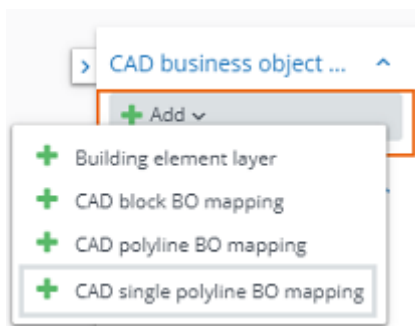 CAD business object ...
Add
Building element layer
CAD block BO mapping
CAD polyline BO mapping
CAD single polyline BO mapping